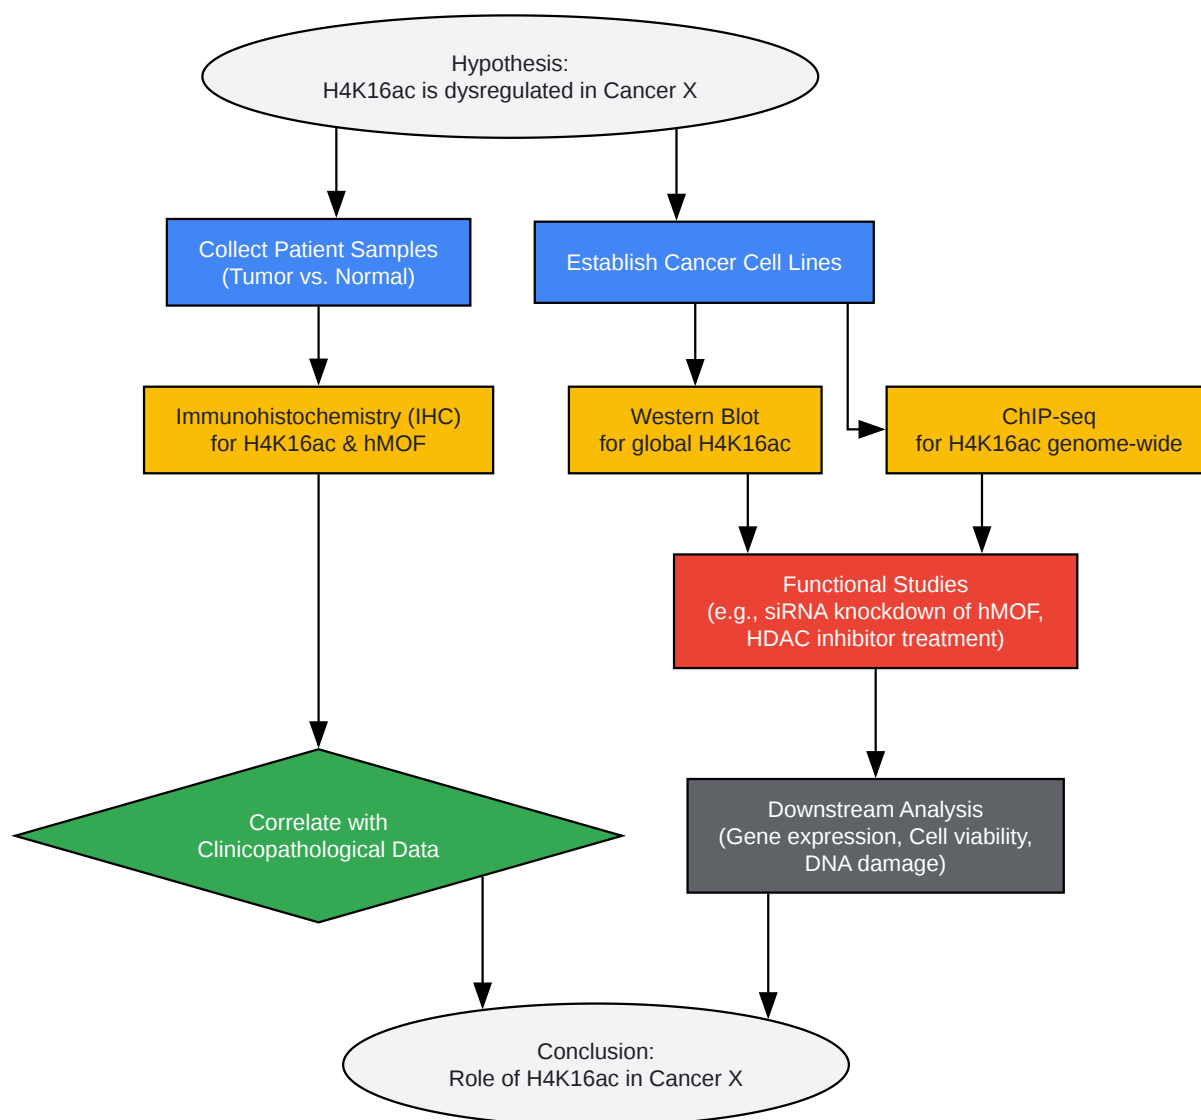 Hypothesis:
H4K16ac is dysregulated in Cancer X
Collect Patient Samples
(Tumor vs. Normal)
Establish Cancer Cell Lines
Immunohistochemistry (IHC)
for H4K16ac & hMOF
Western Blot
for global H4K16ac
ChIP-seq
for H4K16ac genome-wide
Functional Studies
(e.g., siRNA knockdown of hMOF,
HDAC inhibitor treatment)
Correlate with
Clinicopathological Data
Downstream Analysis
(Gene expression, Cell viability,
DNA damage)
Conclusion:
Role of H4K16ac in Cancer X